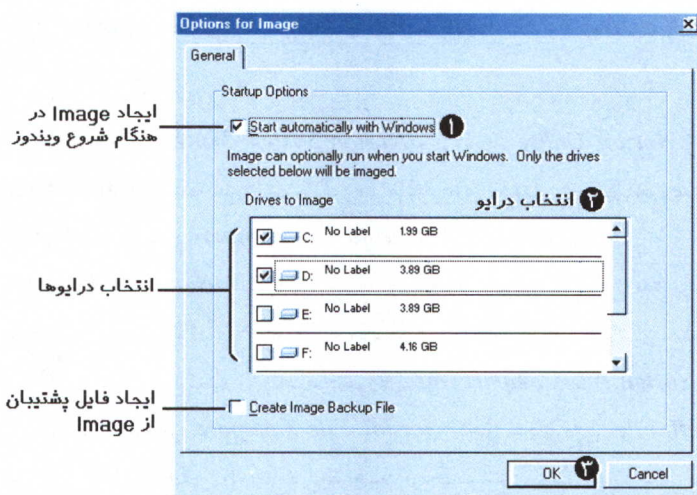 Options for Image
General
Startup Options
ایجاد Image در
هنگام شروع ویندوز
Start automatically with Windows ۱
Image can optionally run when you start Windows. Only the drives
selected below will be imaged.
Drives to Image
۲ انتخاب درایو
انتخاب درایوها
C: No Label 1.99 GB
D: No Label 3.89 GB
E: No Label 3.89 GB
F: No Label 4.16 GB
ایجاد فایل پشتیبان
از Image
Create Image Backup File
OK ۳
Cancel